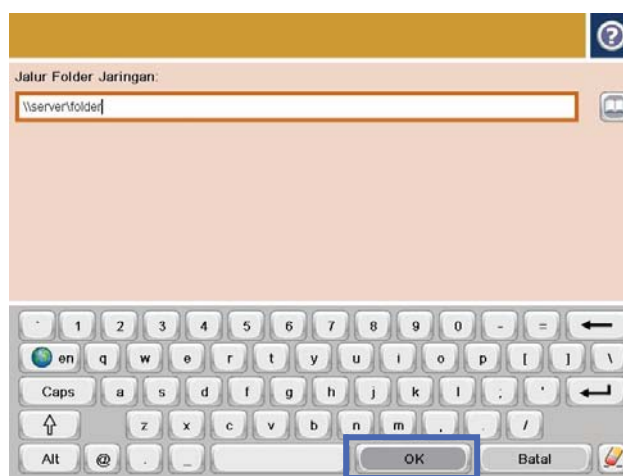 ?
Jalur Folder Jaringan:
\\server\folder
` 1 2 3 4 5 6 7 8 9 0 - =
en q w e r t y u i o p [ ] \
Caps a s d f g h j k l ; '
z x c v b n m , . /
Alt @ . _ OK Batal